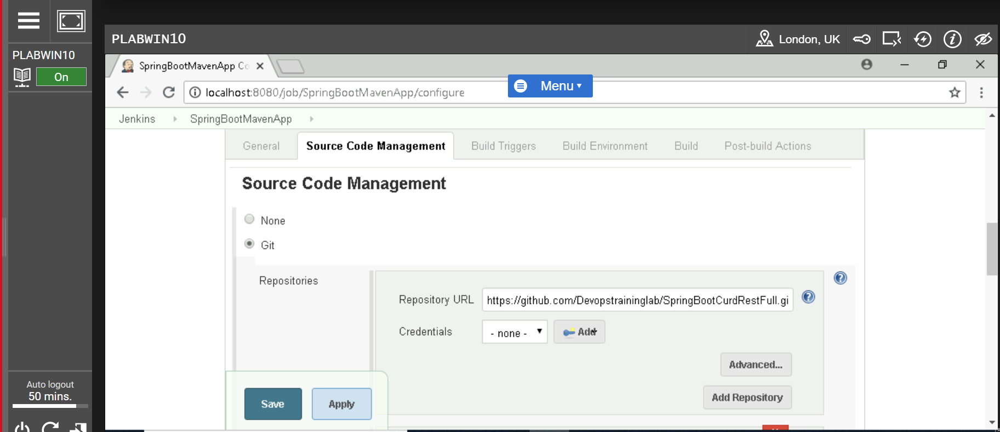 PLABWIN10
London, UK
PLABWIN10
On
SpringBootMavenApp Co
localhost:8080/job/SpringBootMavenApp/configure
Menu
Jenkins
SpringBootMavenApp
General
Source Code Management
Build Triggers
Build Environment
Build
Post-build Actions
Source Code Management
None
Git
Repositories
Repository URL
https://github.com/Devopstraininglab/SpringBootCurdRestFull.gi
Credentials
- none -
Add
Advanced...
Add Repository
Save
Apply
Auto logout
50 mins.